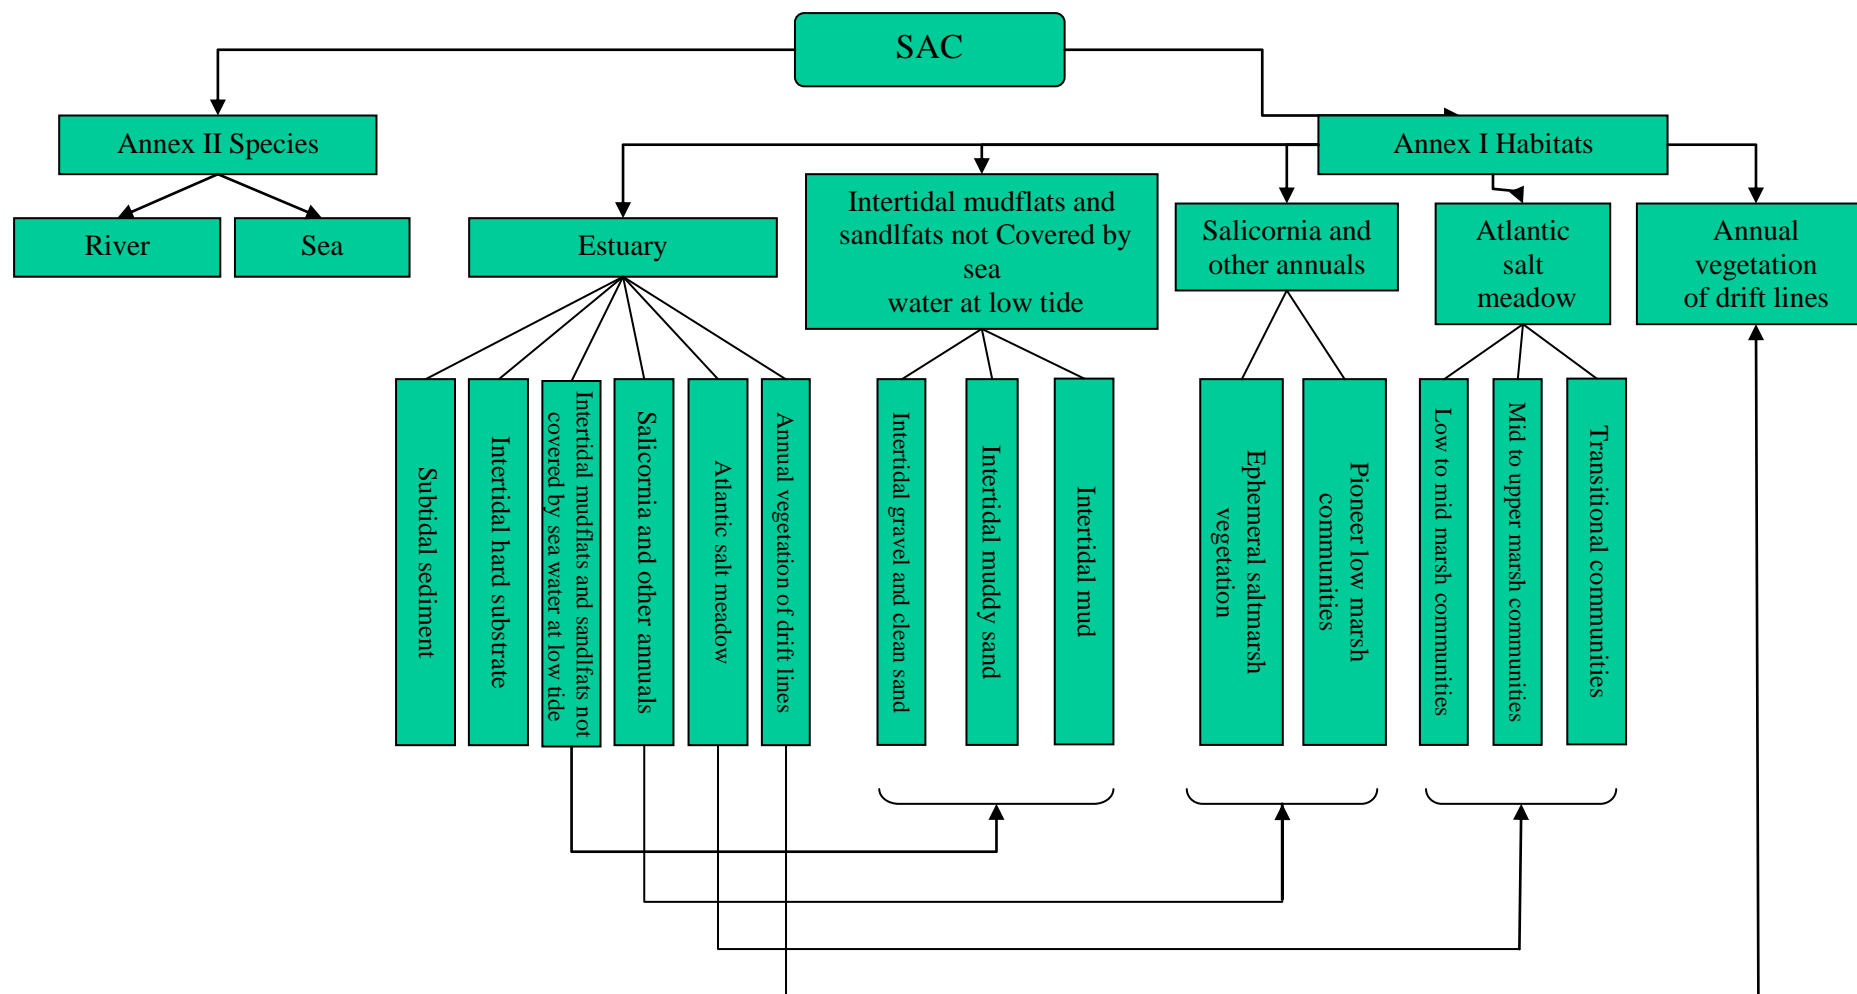 SAC
Annex II Species
Annex I Habitats
River
Sea
Estuary
Intertidal mudflats and
sandlfats not Covered by
sea
water at low tide
Salicornia and
other annuals
Atlantic
salt
meadow
Annual
vegetation
of drift lines
Subtidal sediment
Intertidal hard substrate
Intertidal mudflats and sandlfats not
covered by sea water at low tide
Salicornia and other annuals
Atlantic salt meadow
Annual vegetation of drift lines
Intertidal gravel and clean sand
Intertidal muddy sand
Intertidal mud
Ephemeral saltmarsh
vegetation
Pioneer low marsh
communities
Low to mid marsh communities
Mid to upper marsh communities
Transitional communities